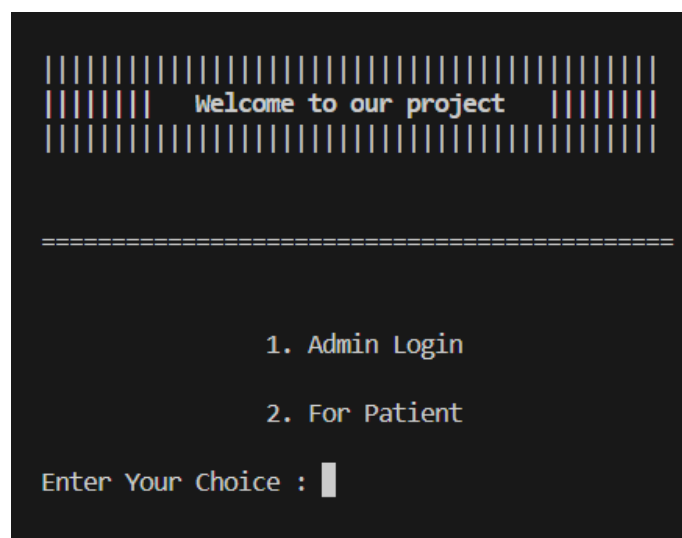 ||||||||||||||||||||||||||||||||||||||||||||
||||||||   Welcome to our project   ||||||||
||||||||||||||||||||||||||||||||||||||||||||
=============================================
1. Admin Login
2. For Patient
Enter Your Choice :